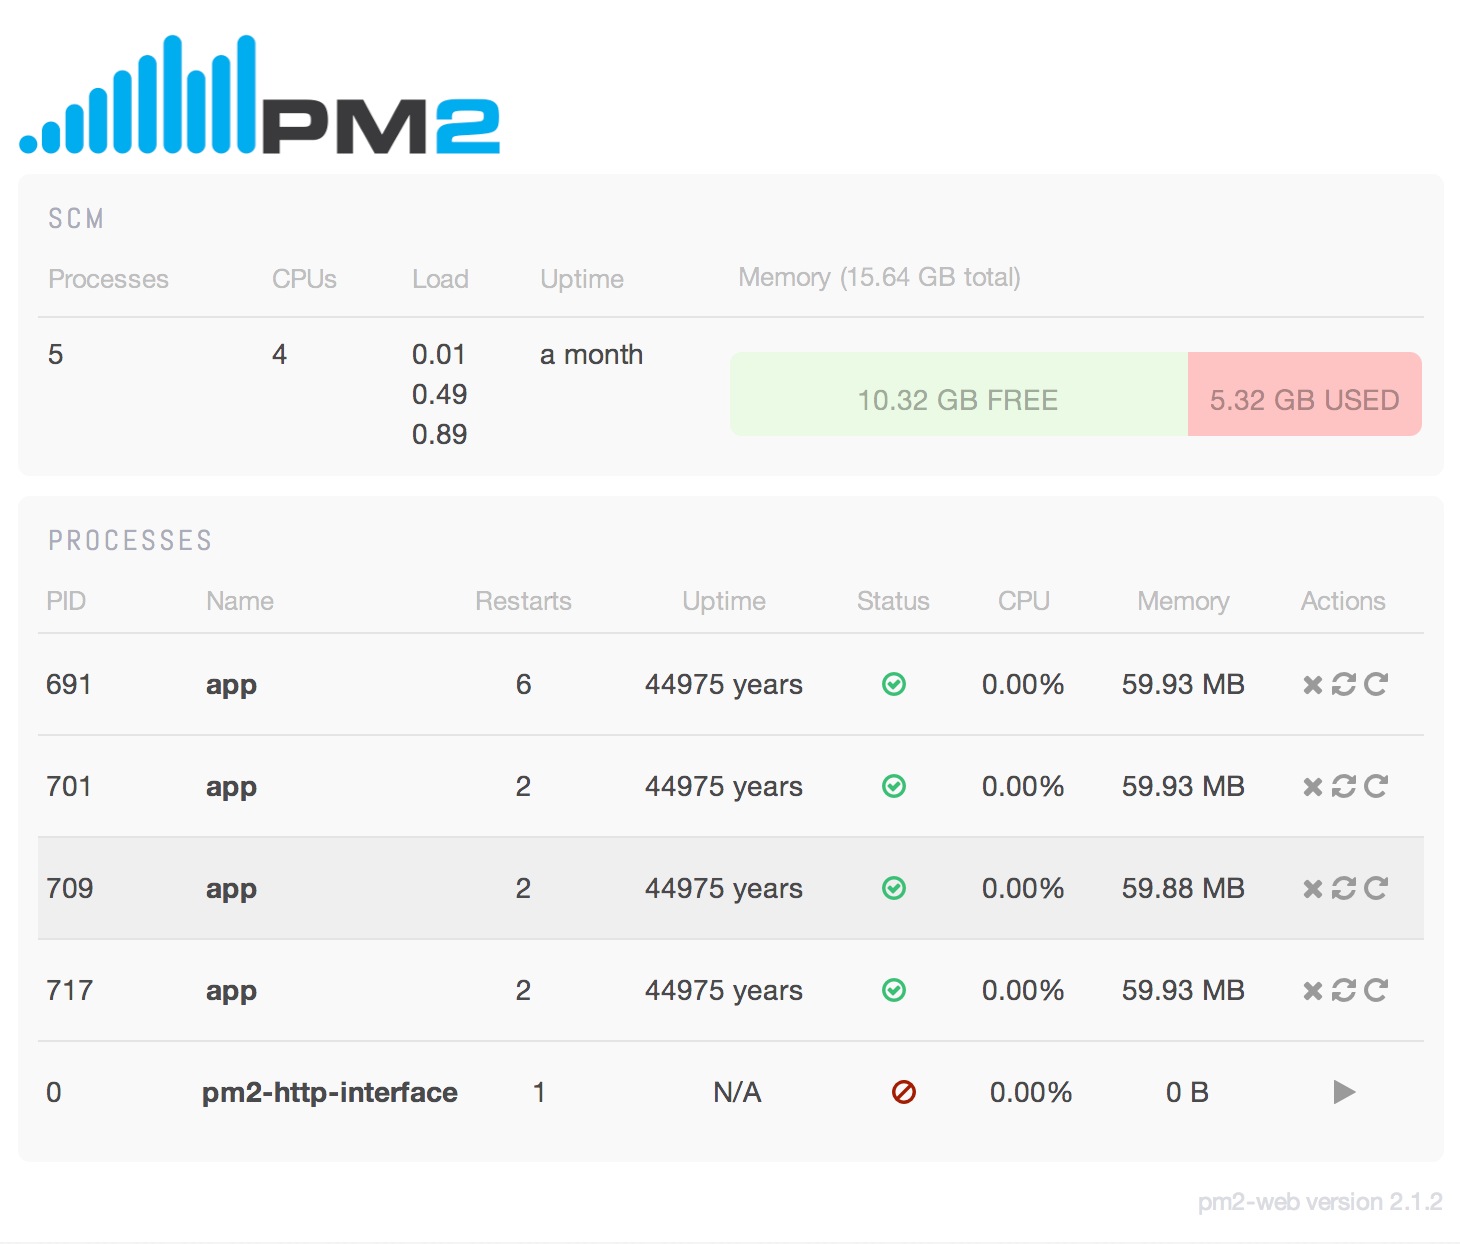 PM2
SCM
Processes CPUs Load Uptime Memory (15.64 GB total)
5 4 0.01 a month
0.49
0.89
10.32 GB FREE 5.32 GB USED
PROCESSES
PID Name Restarts Uptime Status CPU Memory Actions
691 app 6 44975 years 0.00% 59.93 MB
701 app 2 44975 years 0.00% 59.93 MB
709 app 2 44975 years 0.00% 59.88 MB
717 app 2 44975 years 0.00% 59.93 MB
0 pm2-http-interface 1 N/A 0.00% 0 B
pm2-web version 2.1.2